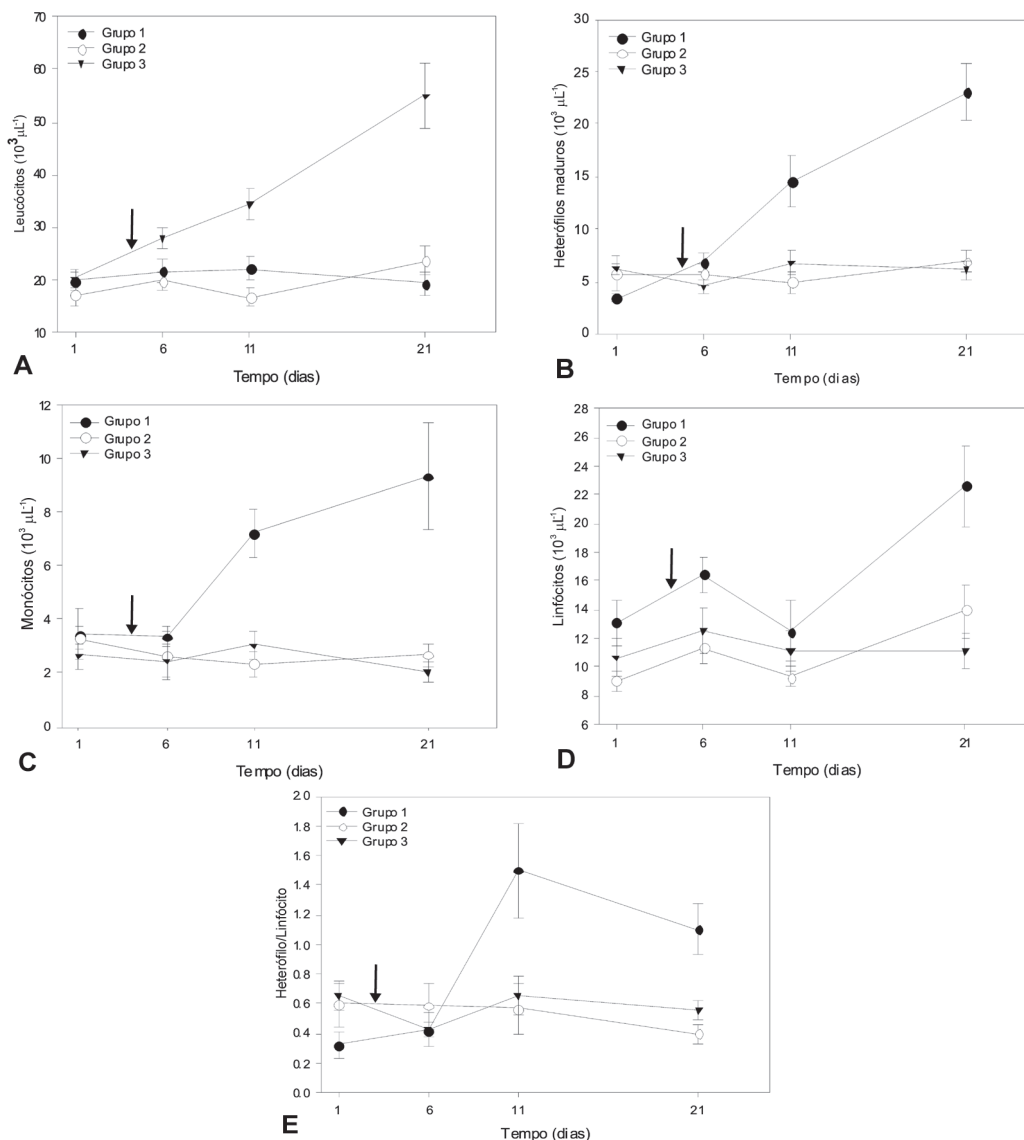 70
60
50
40
30
20
10
Leucócitos (10³µL⁻¹)
Grupo 1
Grupo 2
Grupo 3
1 6 11 21
Tempo (dias)
A
30
25
20
15
10
5
0
Heterófilos maduros (10³ µL⁻¹)
Grupo 1
Grupo 2
Grupo 3
1 6 11 21
Tempo (dias)
B
12
10
8
6
4
2
0
Monócitos (10³ µL⁻¹)
Grupo 1
Grupo 2
Grupo 3
1 6 11 21
Tempo (dias)
C
28
26
24
22
20
18
16
14
12
10
8
6
Linfócitos (10³ µL⁻¹)
Grupo 1
Grupo 2
Grupo 3
1 6 11 21
Tempo (dias)
D
2.0
1.8
1.6
1.4
1.2
1.0
0.8
0.6
0.4
0.2
0.0
Heterófilo/Linfócito
Grupo 1
Grupo 2
Grupo 3
1 6 11 21
Tempo (dias)
E